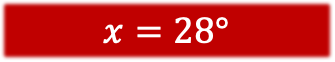 x = 28°